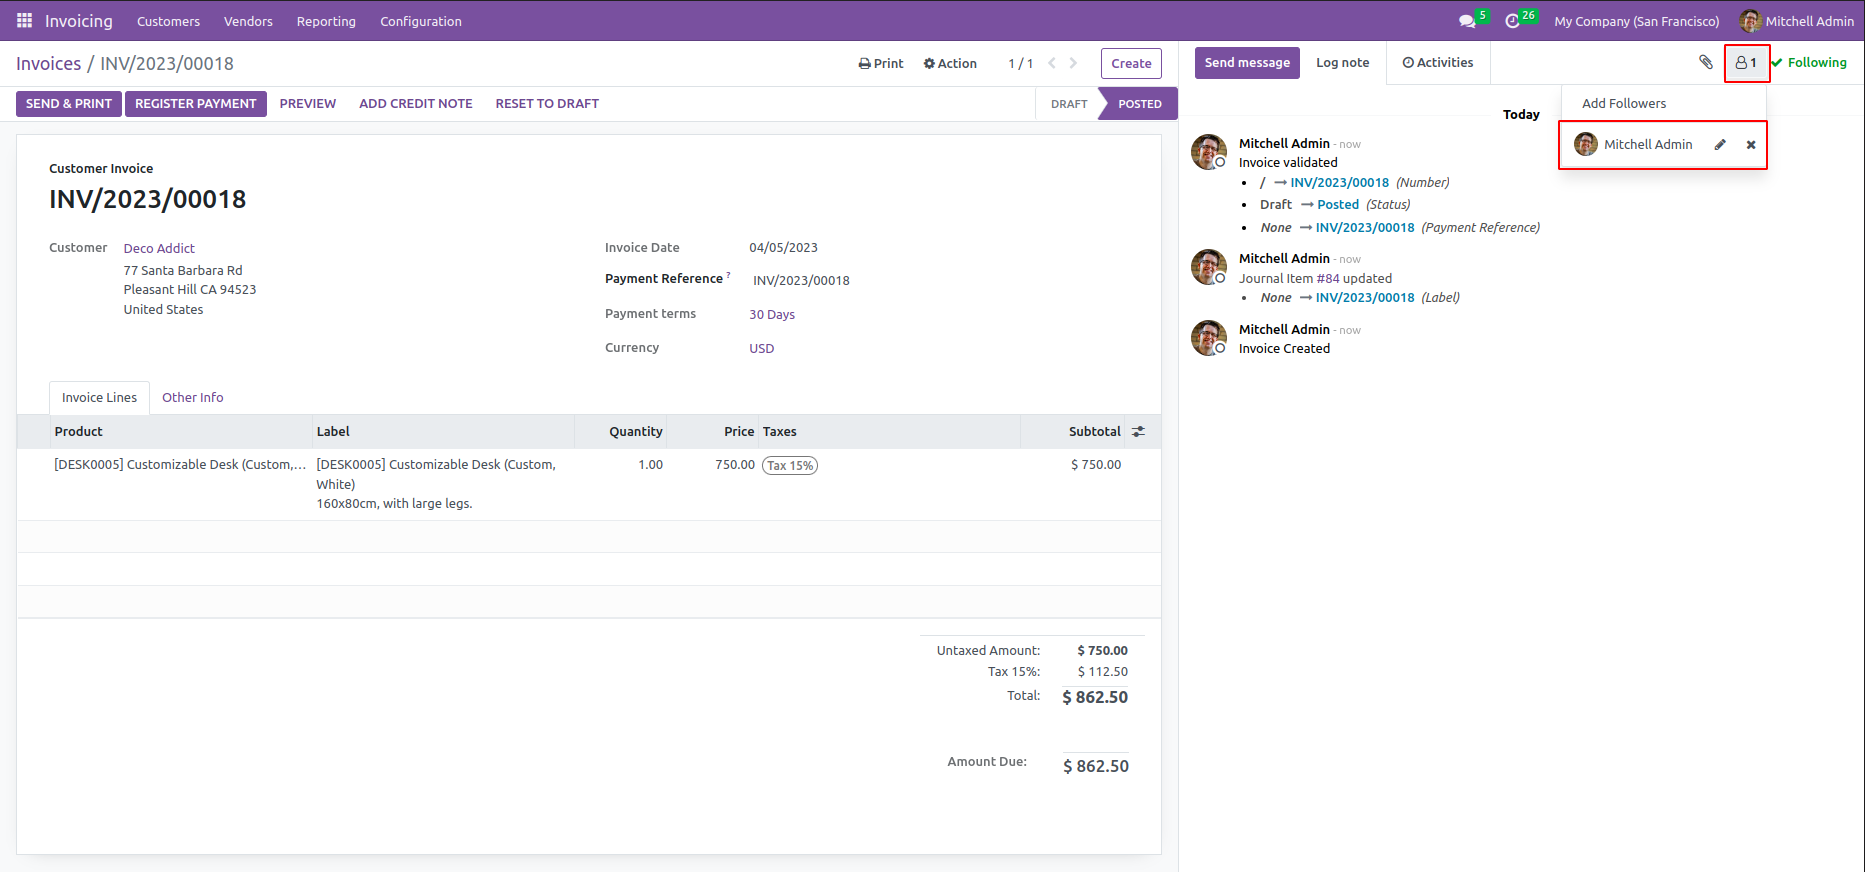 Invoicing Customers Vendors Reporting Configuration 5 26 My Company (San Francisco) Mitchell Admin
Invoices / INV/2023/00018 Print Action 1 / 1 Create
SEND & PRINT REGISTER PAYMENT PREVIEW ADD CREDIT NOTE RESET TO DRAFT DRAFT POSTED
Customer Invoice
INV/2023/00018
Customer Deco Addict
77 Santa Barbara Rd
Pleasant Hill CA 94523
United States
Invoice Date 04/05/2023
Payment Reference ? INV/2023/00018
Payment terms 30 Days
Currency USD
Invoice Lines Other Info
Product Label Quantity Price Taxes Subtotal
[DESK0005] Customizable Desk (Custom,... [DESK0005] Customizable Desk (Custom, 1.00 750.00 Tax 15% $ 750.00
White)
160x80cm, with large legs.
Untaxed Amount: $ 750.00
Tax 15%: $ 112.50
Total: $ 862.50
Amount Due: $ 862.50
Send message Log note Activities 1 Following
Add Followers
Mitchell Admin
Today
Mitchell Admin - now
Invoice validated
• / → INV/2023/00018 (Number)
• Draft → Posted (Status)
• None → INV/2023/00018 (Payment Reference)
Mitchell Admin - now
Journal Item #84 updated
• None → INV/2023/00018 (Label)
Mitchell Admin - now
Invoice Created